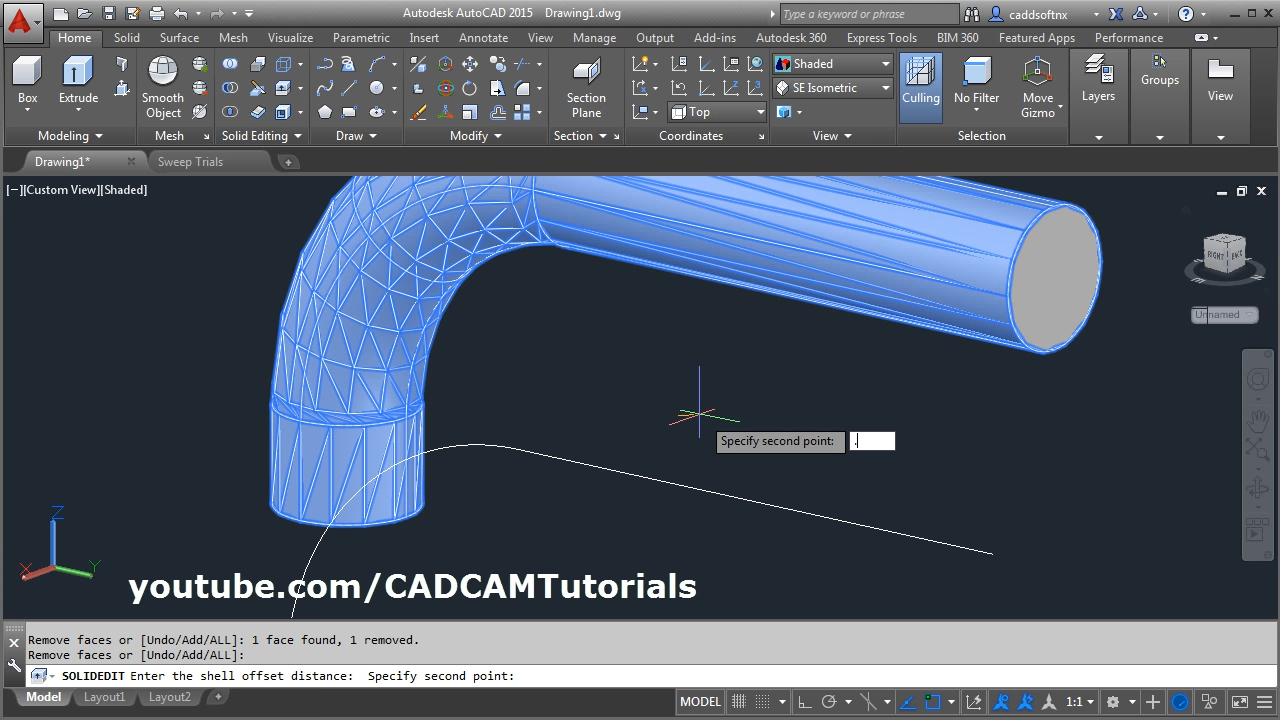 Autodesk AutoCAD 2015 Drawing1.dwg
Type a keyword or phrase
caddsoftnx
Home Solid Surface Mesh Visualize Parametric Insert Annotate View Manage Output Add-ins Autodesk 360 Express Tools BIM 360 Featured Apps Performance
Box Extrude Smooth Object Section Plane Top Shaded SE Isometric Culling No Filter Move Gizmo Layers Groups View
Modeling Mesh Solid Editing Draw Modify Section Coordinates View Selection
Drawing1* Sweep Trials
[−][Custom View][Shaded]
RIGHT
Unnamed
Specify second point: .
Z
X Y
youtube.com/CADCAMTutorials
Remove faces or [Undo/Add/ALL]: 1 face found, 1 removed.
Remove faces or [Undo/Add/ALL]:
SOLIDEDIT Enter the shell offset distance: Specify second point:
Model Layout1 Layout2 MODEL 1:1